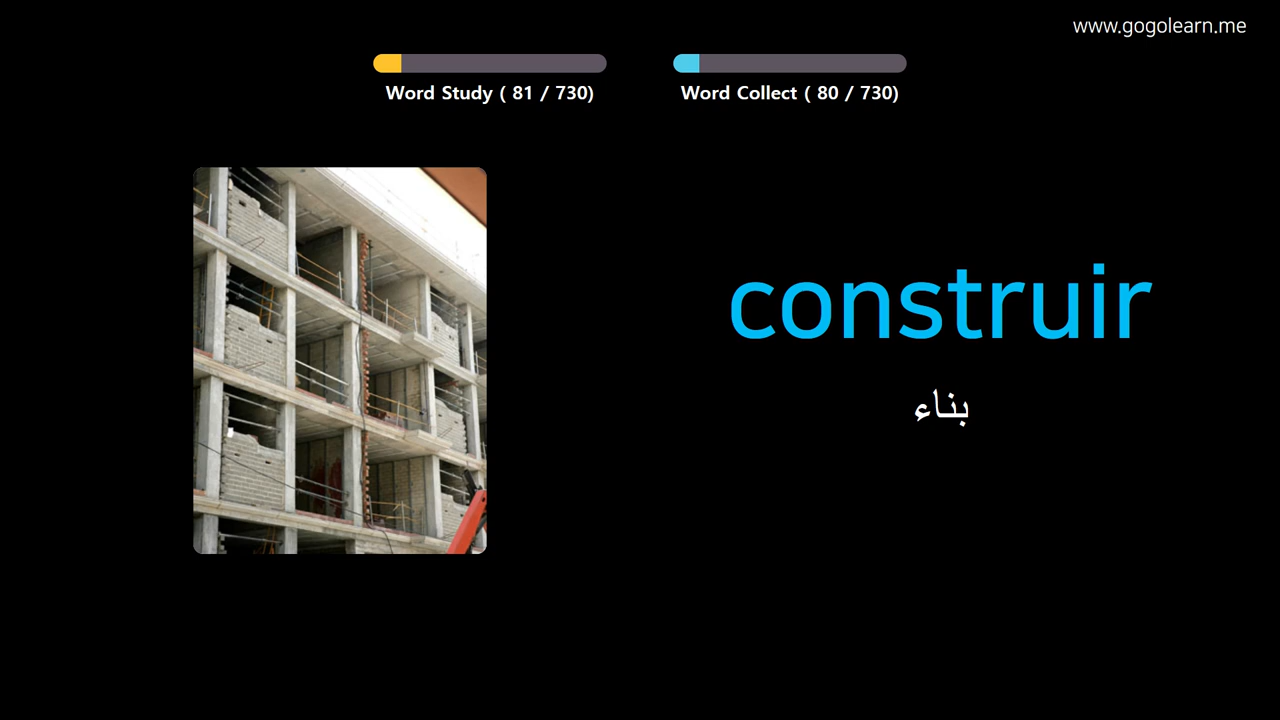 www.gogolearn.me
Word Study ( 81 / 730)
Word Collect ( 80 / 730)
construir
بناء